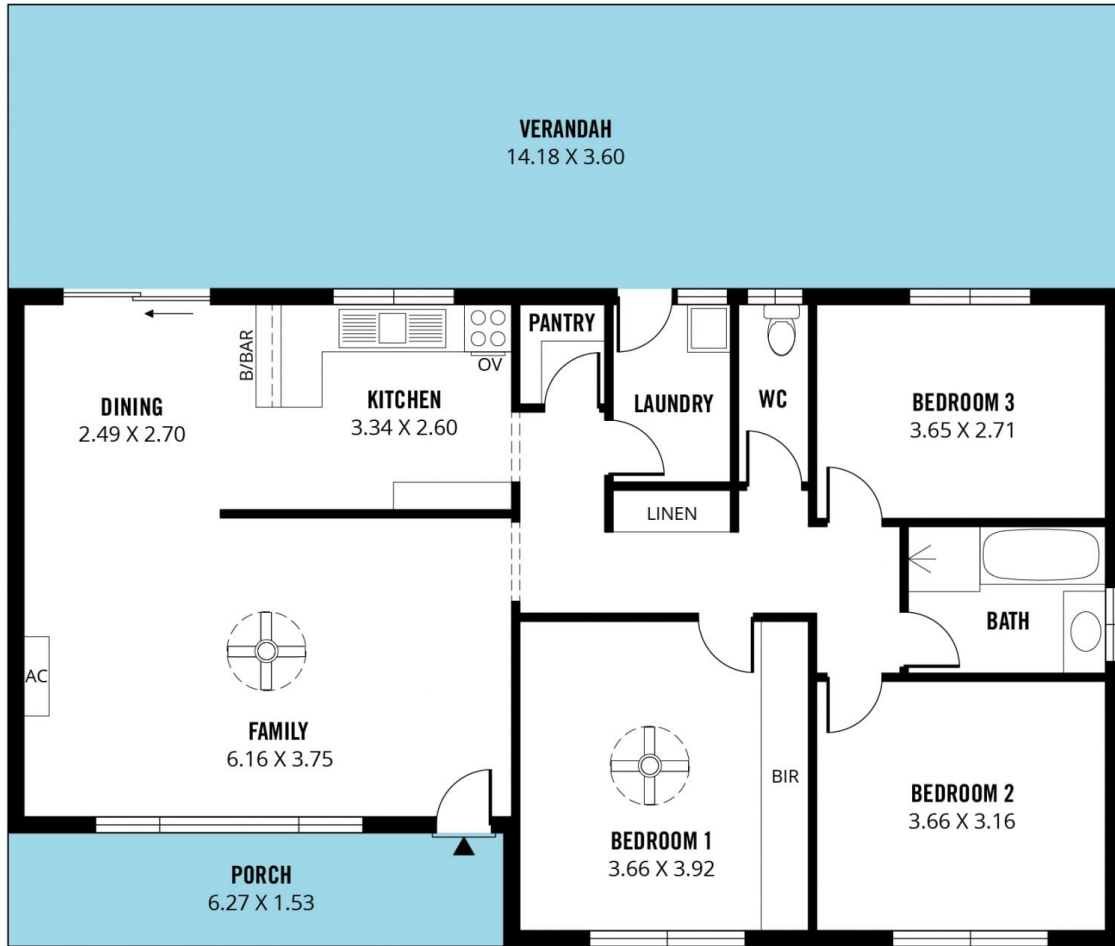 VERANDAH
14.18 X 3.60
B/BAR
OV
PANTRY
DINING
2.49 X 2.70
KITCHEN
3.34 X 2.60
LAUNDRY
WC
BEDROOM 3
3.65 X 2.71
LINEN
BATH
AC
FAMILY
6.16 X 3.75
BIR
BEDROOM 1
3.66 X 3.92
BEDROOM 2
3.66 X 3.16
PORCH
6.27 X 1.53